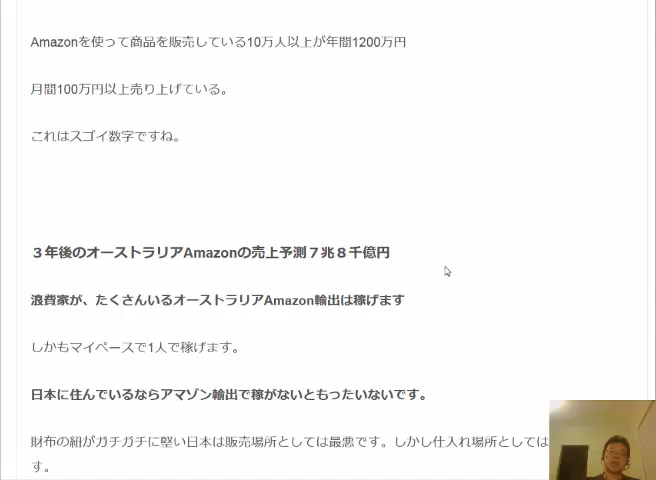 Amazonを使って商品を販売している10万人以上が年間1200万円
月間100万円以上売り上げている。
これはスゴイ数字ですね。
３年後のオーストラリアAmazonの売上予測７兆８千億円
浪費家が、たくさんいるオーストラリアAmazon輸出は稼げます
しかもマイペースで1人で稼げます。
日本に住んでいるならアマゾン輸出で稼がないともったいないです。
財布の紐がガチガチに堅い日本は販売場所としては最悪です。しかし仕入れ場所としては
す。